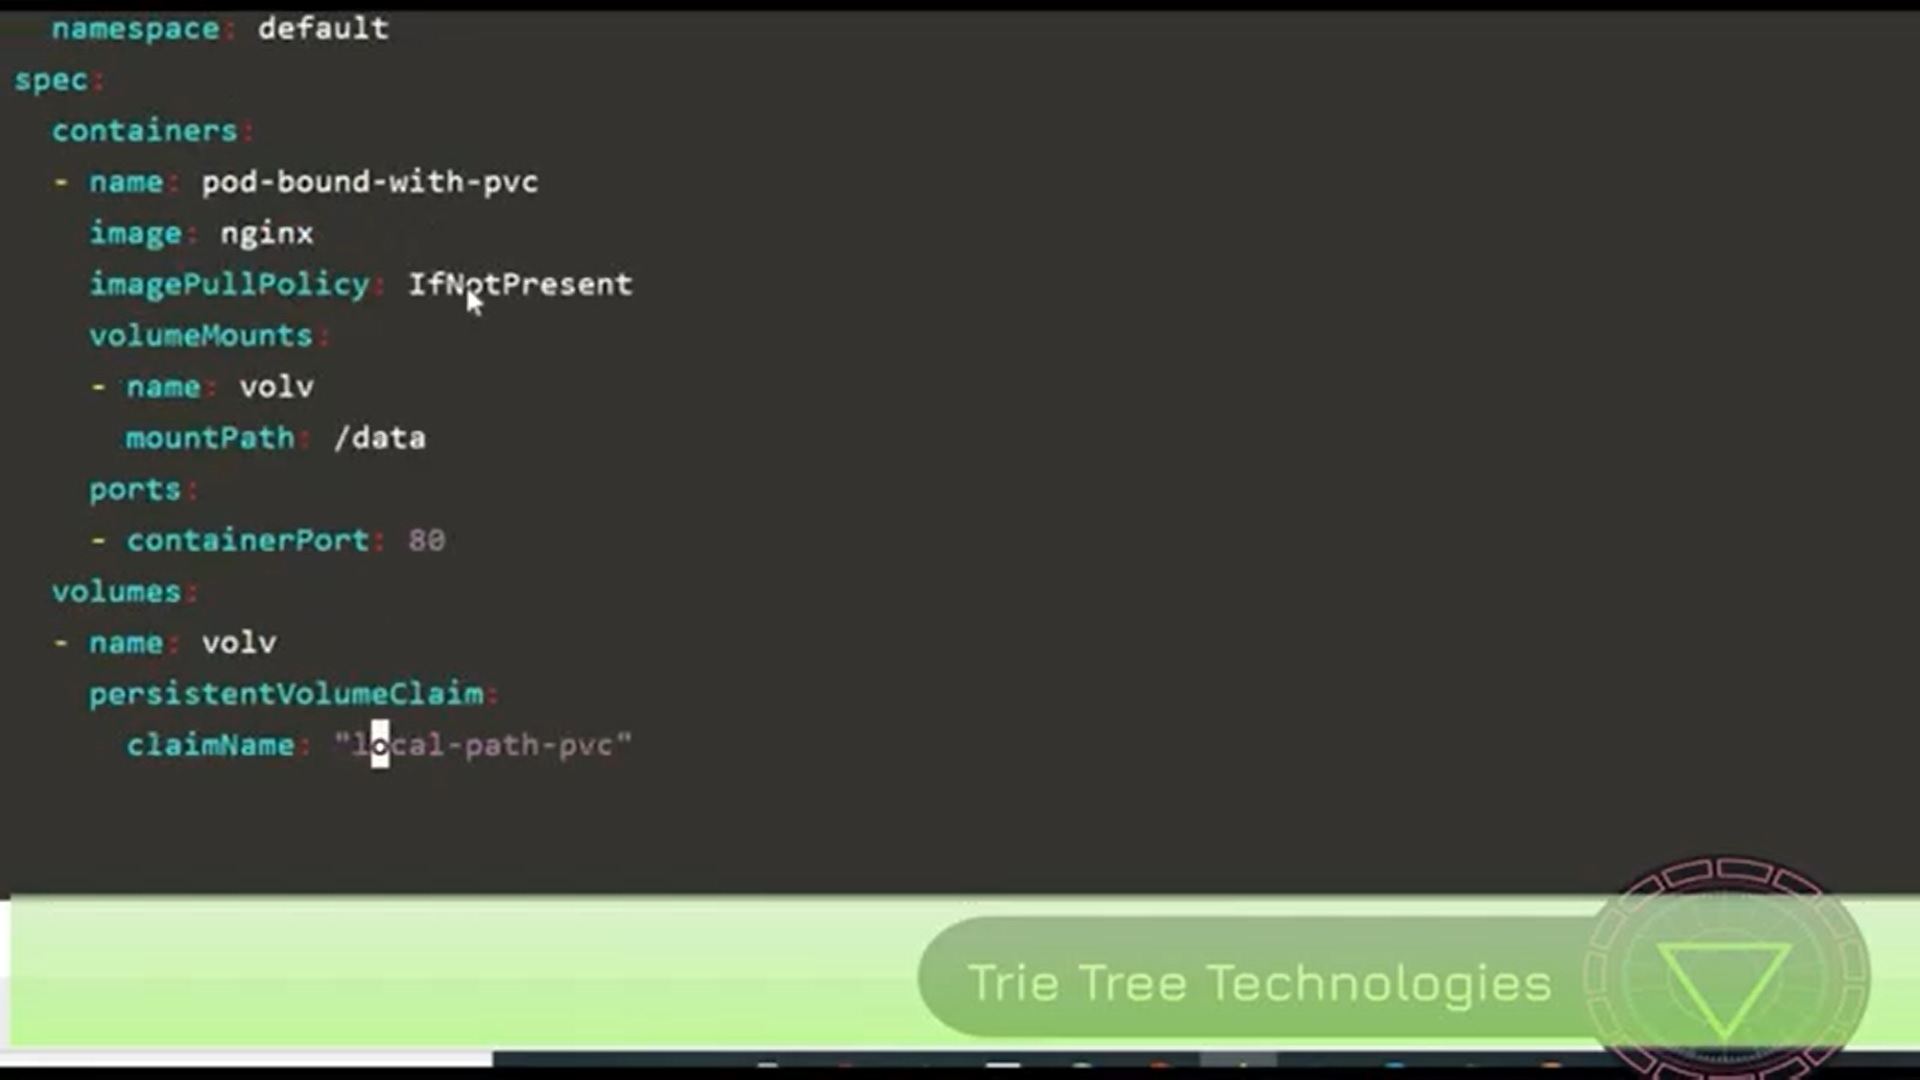 namespace: default
spec:
containers:
- name: pod-bound-with-pvc
image: nginx
imagePullPolicy: IfNotPresent
volumeMounts:
- name: volv
mountPath: /data
ports:
- containerPort: 80
volumes:
- name: volv
persistentVolumeClaim:
claimName: "local-path-pvc"
Trie Tree Technologies